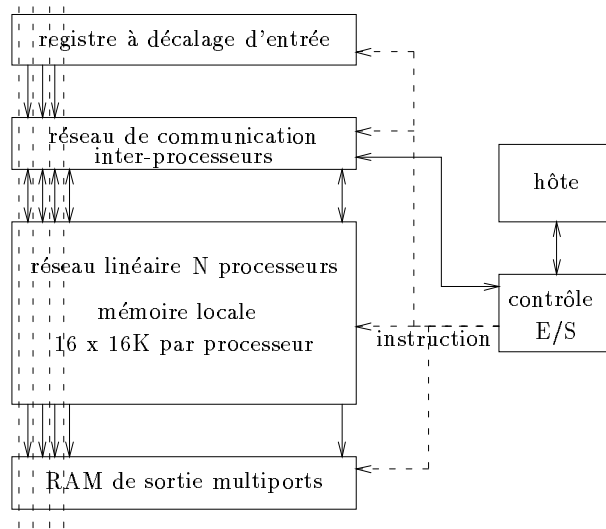 registre à décalage d'entrée
réseau de communication
inter-processeurs
hôte
réseau linéaire N processeurs
mémoire locale
16 x 16K par processeur
contrôle
E/S
instruction
RAM de sortie multiports